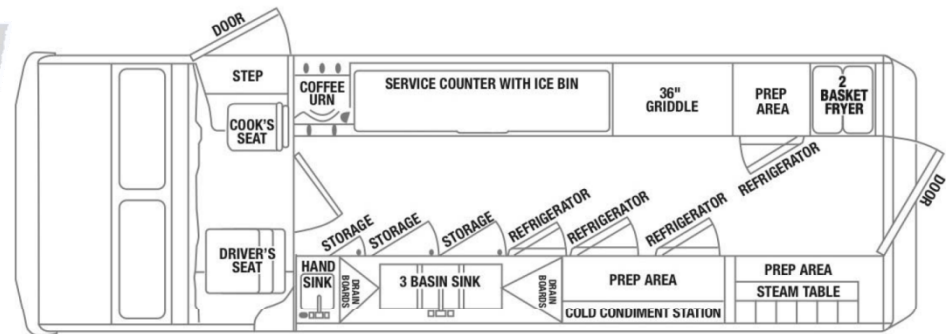 DOOR
STEP
COOK'S
SEAT
DRIVER'S
SEAT
COFFEE
URN
SERVICE COUNTER WITH ICE BIN
36"
GRIDDLE
PREP
AREA
2
BASKET
FRYER
REFRIGERATOR
DOOR
STORAGE
STORAGE
STORAGE
REFRIGERATOR
REFRIGERATOR
REFRIGERATOR
HAND
SINK
DRAIN
BOARDS
3 BASIN SINK
DRAIN
BOARDS
PREP AREA
COLD CONDIMENT STATION
PREP AREA
STEAM TABLE